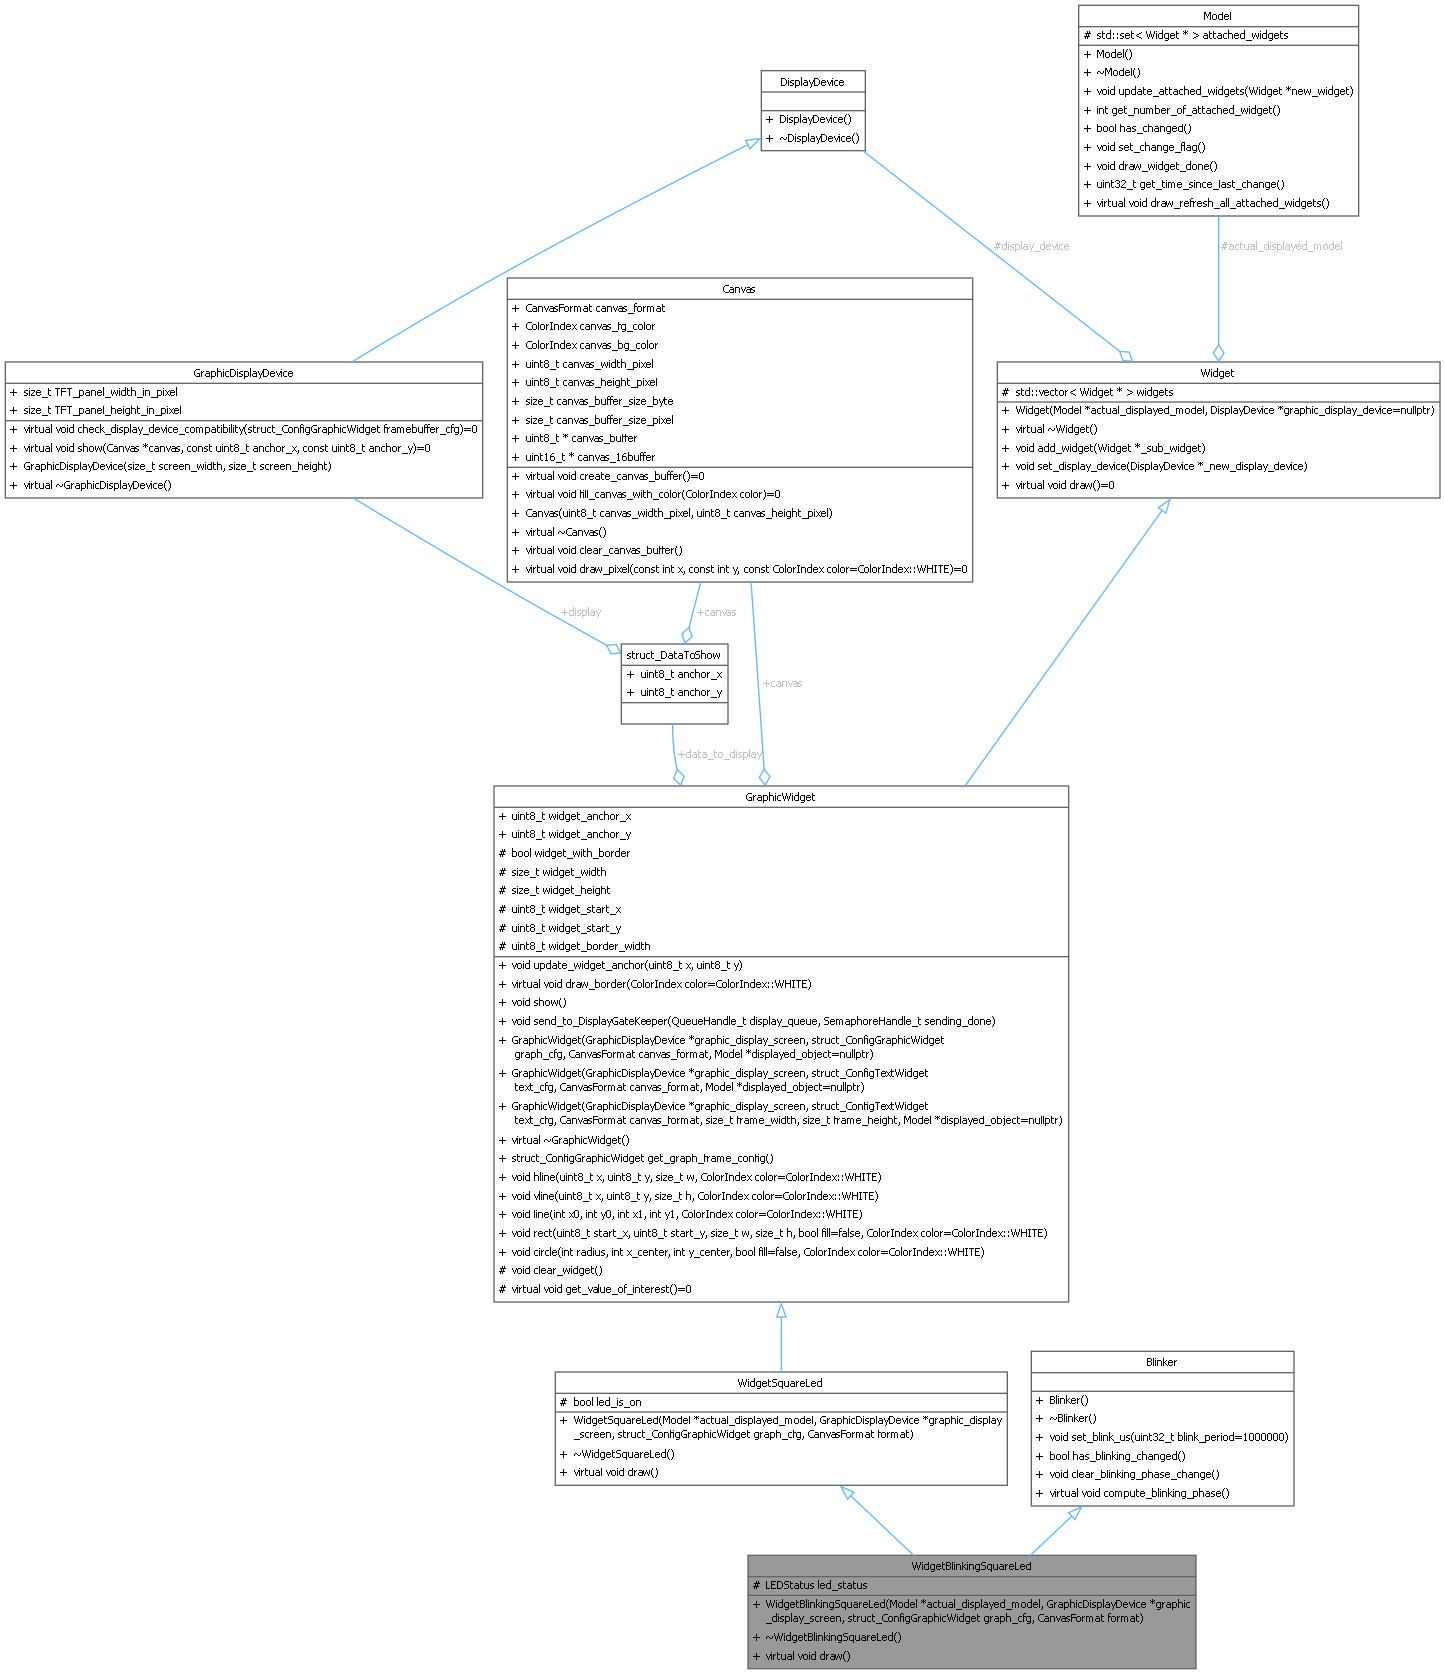 Model
# std::set< Widget * > attached_widgets
+ Model()
+ ~Model()
+ void update_attached_widgets(Widget *new_widget)
+ int get_number_of_attached_widget()
+ bool has_changed()
+ void set_change_flag()
+ void draw_widget_done()
+ uint32_t get_time_since_last_change()
+ virtual void draw_refresh_all_attached_widgets()
DisplayDevice
+ DisplayDevice()
+ ~DisplayDevice()
#display_device
#actual_displayed_model
Canvas
+ CanvasFormat canvas_format
+ ColorIndex canvas_fg_color
+ ColorIndex canvas_bg_color
+ uint8_t canvas_width_pixel
+ uint8_t canvas_height_pixel
+ size_t canvas_buffer_size_byte
+ size_t canvas_buffer_size_pixel
+ uint8_t * canvas_buffer
+ uint16_t * canvas_16buffer
+ virtual void create_canvas_buffer()=0
+ virtual void fill_canvas_with_color(ColorIndex color)=0
+ Canvas(uint8_t canvas_width_pixel, uint8_t canvas_height_pixel)
+ virtual ~Canvas()
+ virtual void clear_canvas_buffer()
+ virtual void draw_pixel(const int x, const int y, const ColorIndex color=ColorIndex::WHITE)=0
GraphicDisplayDevice
+ size_t TFT_panel_width_in_pixel
+ size_t TFT_panel_height_in_pixel
+ virtual void check_display_device_compatibility(struct_ConfigGraphicWidget framebuffer_cfg)=0
+ virtual void show(Canvas *canvas, const uint8_t anchor_x, const uint8_t anchor_y)=0
+ GraphicDisplayDevice(size_t screen_width, size_t screen_height)
+ virtual ~GraphicDisplayDevice()
Widget
# std::vector< Widget * > widgets
+ Widget(Model *actual_displayed_model, DisplayDevice *graphic_display_device=nullptr)
+ virtual ~Widget()
+ void add_widget(Widget *_sub_widget)
+ void set_display_device(DisplayDevice *_new_display_device)
+ virtual void draw()=0
+display
+canvas
struct_DataToShow
+ uint8_t anchor_x
+ uint8_t anchor_y
+canvas
+data_to_display
GraphicWidget
+ uint8_t widget_anchor_x
+ uint8_t widget_anchor_y
# bool widget_with_border
# size_t widget_width
# size_t widget_height
# uint8_t widget_start_x
# uint8_t widget_start_y
# uint8_t widget_border_width
+ void update_widget_anchor(uint8_t x, uint8_t y)
+ virtual void draw_border(ColorIndex color=ColorIndex::WHITE)
+ void show()
+ void send_to_DisplayGateKeeper(QueueHandle_t display_queue, SemaphoreHandle_t sending_done)
+ GraphicWidget(GraphicDisplayDevice *graphic_display_screen, struct_ConfigGraphicWidget
graph_cfg, CanvasFormat canvas_format, Model *displayed_object=nullptr)
+ GraphicWidget(GraphicDisplayDevice *graphic_display_screen, struct_ConfigTextWidget
text_cfg, CanvasFormat canvas_format, Model *displayed_object=nullptr)
+ GraphicWidget(GraphicDisplayDevice *graphic_display_screen, struct_ConfigTextWidget
text_cfg, CanvasFormat canvas_format, size_t frame_width, size_t frame_height, Model *displayed_object=nullptr)
+ virtual ~GraphicWidget()
+ struct_ConfigGraphicWidget get_graph_frame_config()
+ void hline(uint8_t x, uint8_t y, size_t w, ColorIndex color=ColorIndex::WHITE)
+ void vline(uint8_t x, uint8_t y, size_t h, ColorIndex color=ColorIndex::WHITE)
+ void line(int x0, int y0, int x1, int y1, ColorIndex color=ColorIndex::WHITE)
+ void rect(uint8_t start_x, uint8_t start_y, size_t w, size_t h, bool fill=false, ColorIndex color=ColorIndex::WHITE)
+ void circle(int radius, int x_center, int y_center, bool fill=false, ColorIndex color=ColorIndex::WHITE)
# void clear_widget()
# virtual void get_value_of_interest()=0
WidgetSquareLed
# bool led_is_on
+ WidgetSquareLed(Model *actual_displayed_model, GraphicDisplayDevice *graphic_display
_screen, struct_ConfigGraphicWidget graph_cfg, CanvasFormat format)
+ ~WidgetSquareLed()
+ virtual void draw()
Blinker
+ Blinker()
+ ~Blinker()
+ void set_blink_us(uint32_t blink_period=1000000)
+ bool has_blinking_changed()
+ void clear_blinking_phase_change()
+ virtual void compute_blinking_phase()
WidgetBlinkingSquareLed
# LEDStatus led_status
+ WidgetBlinkingSquareLed(Model *actual_displayed_model, GraphicDisplayDevice *graphic
_display_screen, struct_ConfigGraphicWidget graph_cfg, CanvasFormat format)
+ ~WidgetBlinkingSquareLed()
+ virtual void draw()